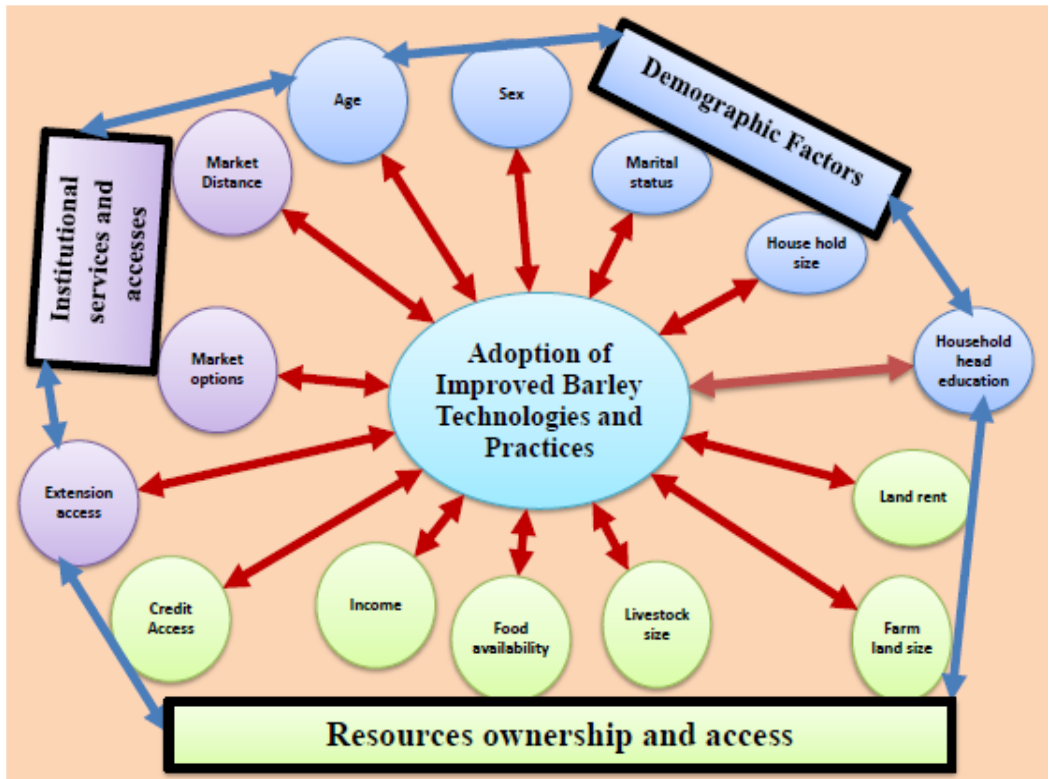 Age
Sex
Demographic Factors
Market
Distance
Marital
status
Institutional
services and
accesses
House hold
size
Market
options
Adoption of
Improved Barley
Technologies and
Practices
Household
head
education
Extension
access
Land rent
Credit
Access
Income
Food
availability
Livestock
size
Farm
land size
Resources ownership and access